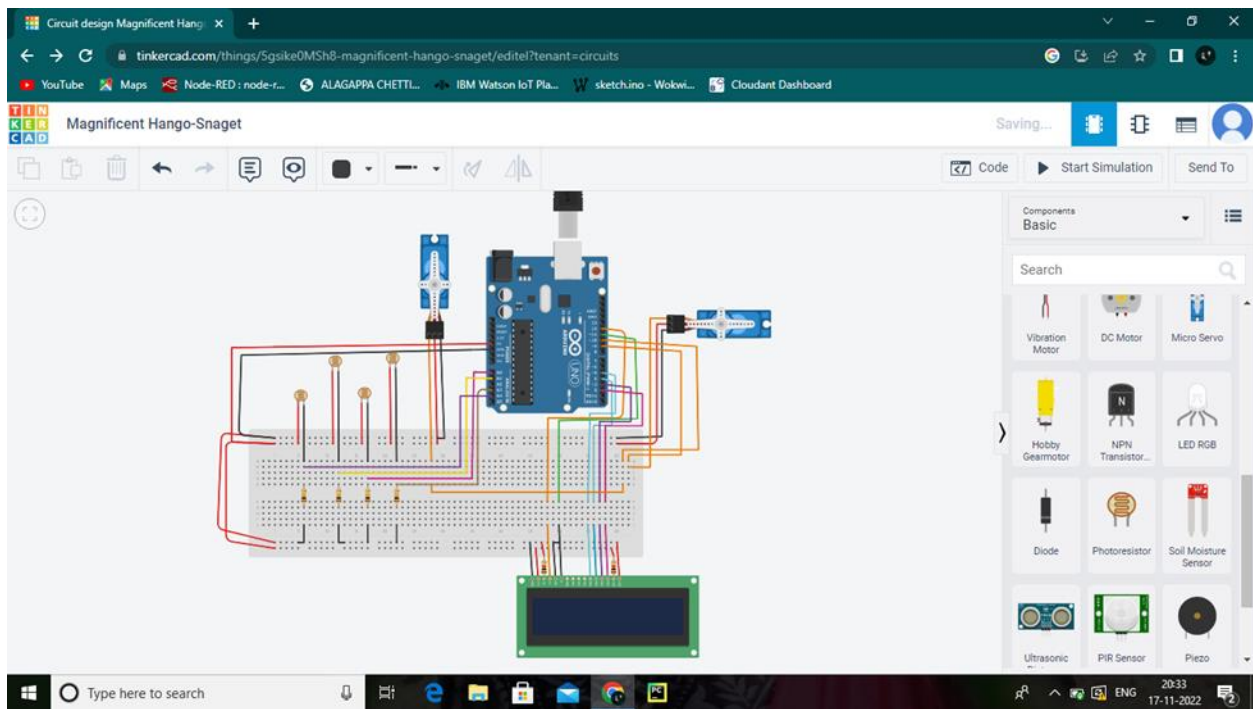 Circuit design Magnificent Hang
tinkercad.com/things/5gsike0MSh8-magnificent-hango-snaget/editel?tenant=circuits
YouTube Maps Node-RED : node-r... ALAGAPPA CHETTI... IBM Watson IoT Pla... sketch.ino - Wokwi... Cloudant Dashboard
TIN
KER
CAD
Magnificent Hango-Snaget
Saving...
Code
Start Simulation
Send To
Components
Basic
Search
Vibration
Motor
DC Motor
Micro Servo
Hobby
Gearmotor
N
NPN
Transistor...
LED RGB
Diode
Photoresistor
Soil Moisture
Sensor
Ultrasonic
PIR Sensor
Piezo
UNO
ARDUINO
Type here to search
PC
ENG
20:33
17-11-2022
2